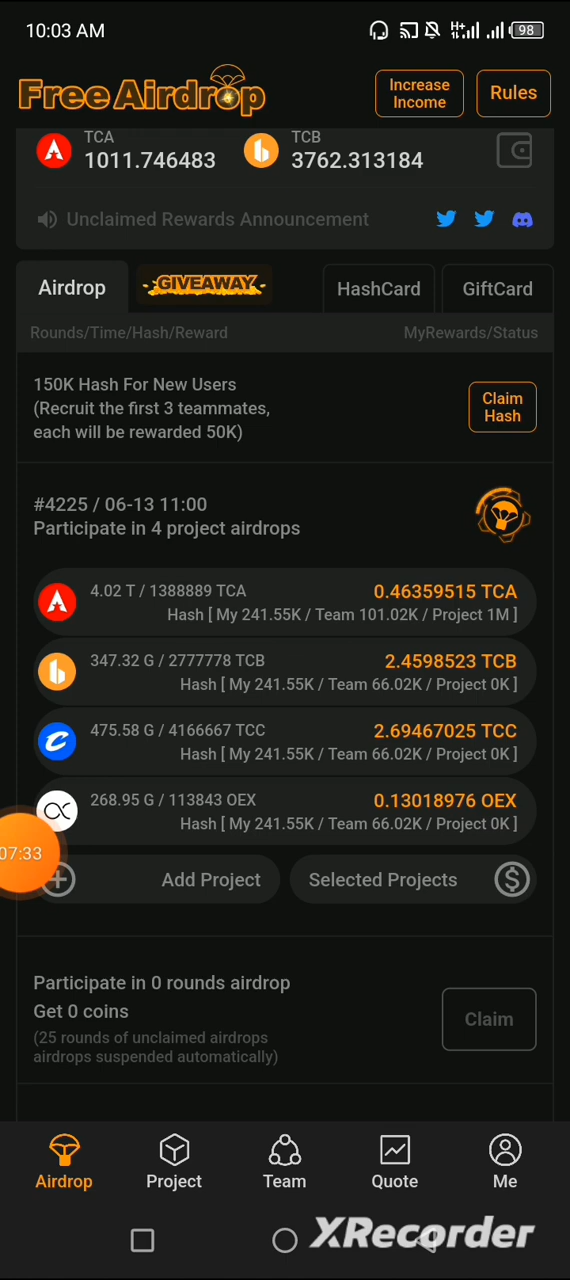 10:03 AM
H+
98
Free Airdrop
Increase
Income
Rules
TCA
1011.746483
TCB
3762.313184
Unclaimed Rewards Announcement
Airdrop
GIVEAWAY
HashCard
GiftCard
Rounds/Time/Hash/Reward
MyRewards/Status
150K Hash For New Users
(Recruit the first 3 teammates,
each will be rewarded 50K)
Claim
Hash
#4225 / 06-13 11:00
Participate in 4 project airdrops
4.02 T / 1388889 TCA
0.46359515 TCA
Hash [ My 241.55K / Team 101.02K / Project 1M ]
347.32 G / 2777778 TCB
2.4598523 TCB
Hash [ My 241.55K / Team 66.02K / Project 0K ]
475.58 G / 4166667 TCC
2.69467025 TCC
Hash [ My 241.55K / Team 66.02K / Project 0K ]
268.95 G / 113843 OEX
0.13018976 OEX
Hash [ My 241.55K / Team 66.02K / Project 0K ]
07:33
Add Project
Selected Projects
Participate in 0 rounds airdrop
Get 0 coins
(25 rounds of unclaimed airdrops
airdrops suspended automatically)
Claim
Airdrop
Project
Team
Quote
Me
XRecorder